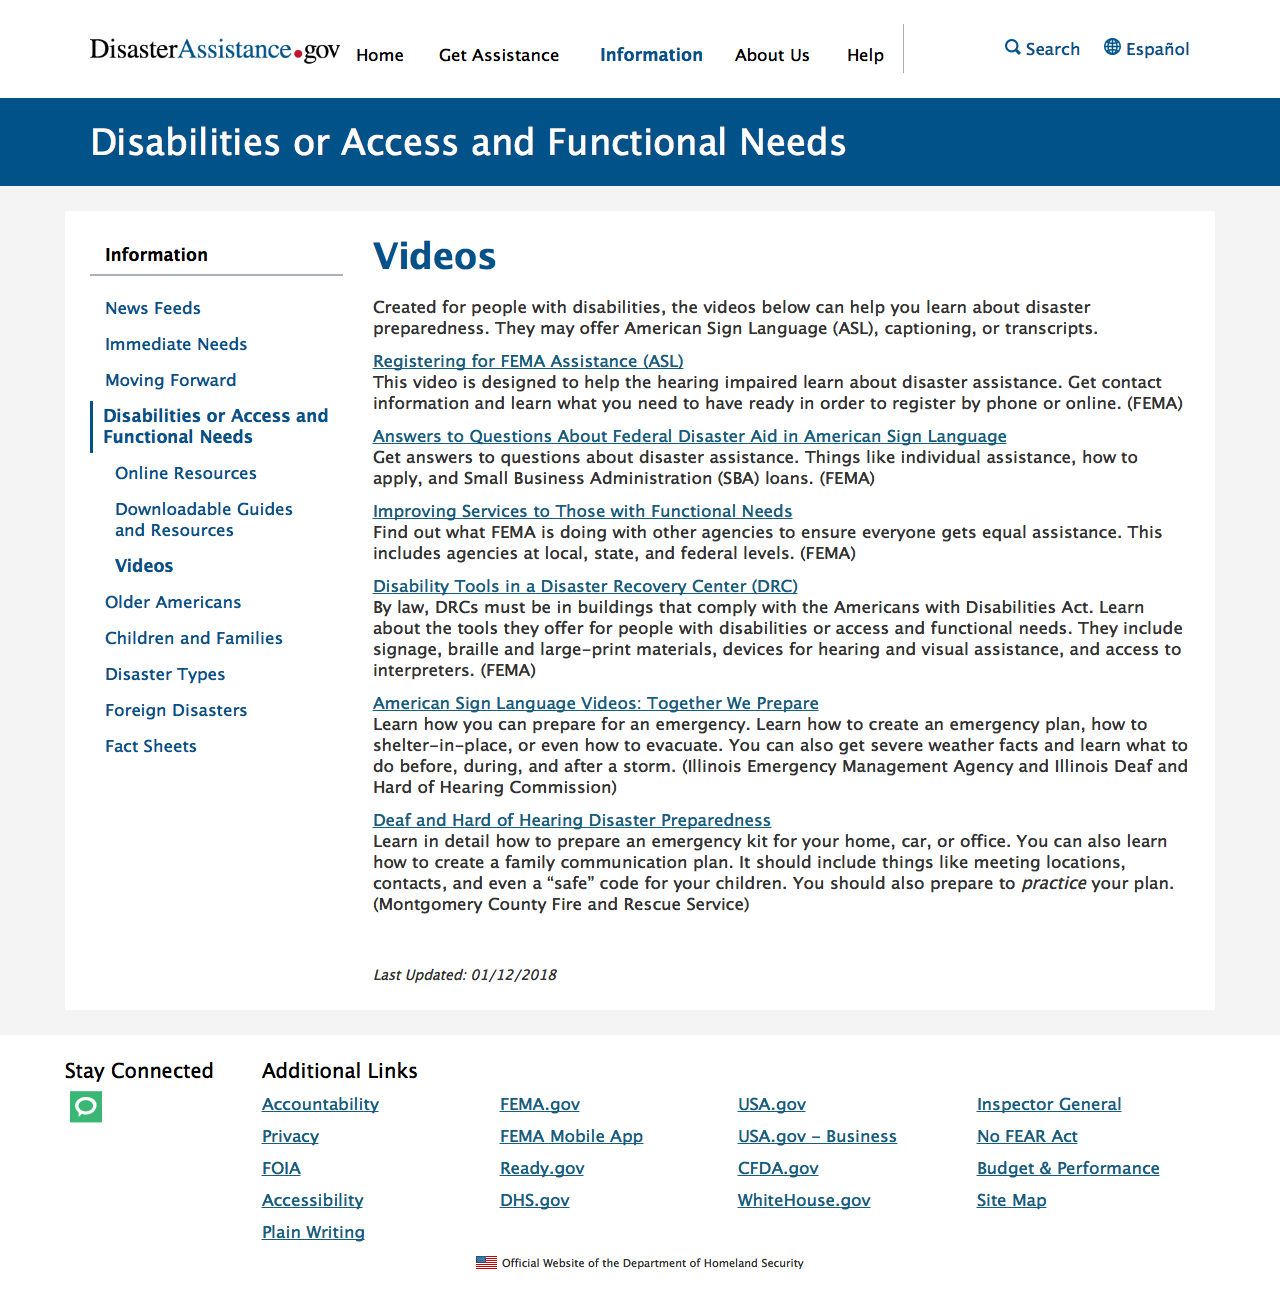 DisasterAssistance.gov
Home
Get Assistance
Information
About Us
Help
Search
Español
Disabilities or Access and Functional Needs
Information
News Feeds
Immediate Needs
Moving Forward
Disabilities or Access and
Functional Needs
Online Resources
Downloadable Guides
and Resources
Videos
Older Americans
Children and Families
Disaster Types
Foreign Disasters
Fact Sheets
Videos
Created for people with disabilities, the videos below can help you learn about disaster
preparedness. They may offer American Sign Language (ASL), captioning, or transcripts.
Registering for FEMA Assistance (ASL)
This video is designed to help the hearing impaired learn about disaster assistance. Get contact
information and learn what you need to have ready in order to register by phone or online. (FEMA)
Answers to Questions About Federal Disaster Aid in American Sign Language
Get answers to questions about disaster assistance. Things like individual assistance, how to
apply, and Small Business Administration (SBA) loans. (FEMA)
Improving Services to Those with Functional Needs
Find out what FEMA is doing with other agencies to ensure everyone gets equal assistance. This
includes agencies at local, state, and federal levels. (FEMA)
Disability Tools in a Disaster Recovery Center (DRC)
By law, DRCs must be in buildings that comply with the Americans with Disabilities Act. Learn
about the tools they offer for people with disabilities or access and functional needs. They include
signage, braille and large-print materials, devices for hearing and visual assistance, and access to
interpreters. (FEMA)
American Sign Language Videos: Together We Prepare
Learn how you can prepare for an emergency. Learn how to create an emergency plan, how to
shelter-in-place, or even how to evacuate. You can also get severe weather facts and learn what to
do before, during, and after a storm. (Illinois Emergency Management Agency and Illinois Deaf and
Hard of Hearing Commission)
Deaf and Hard of Hearing Disaster Preparedness
Learn in detail how to prepare an emergency kit for your home, car, or office. You can also learn
how to create a family communication plan. It should include things like meeting locations,
contacts, and even a “safe” code for your children. You should also prepare to practice your plan.
(Montgomery County Fire and Rescue Service)
Last Updated: 01/12/2018
Stay Connected
Additional Links
Accountability
Privacy
FOIA
Accessibility
Plain Writing
FEMA.gov
FEMA Mobile App
Ready.gov
DHS.gov
USA.gov
USA.gov - Business
CFDA.gov
WhiteHouse.gov
Inspector General
No FEAR Act
Budget & Performance
Site Map
Official Website of the Department of Homeland Security